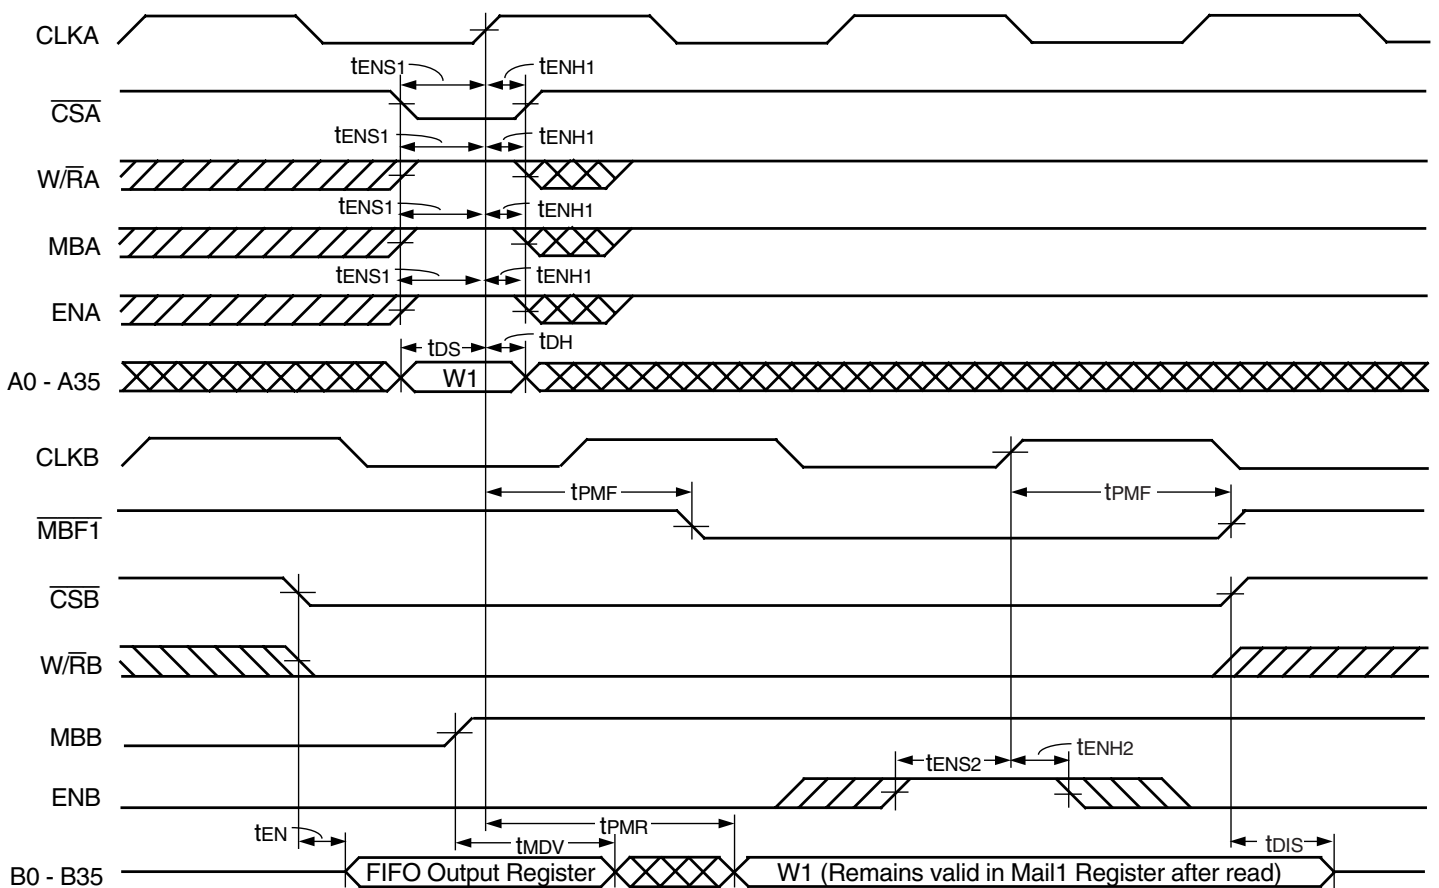 CLKA
tENS1 tENH1
CSA
tENS1 tENH1
W/RA
tENS1 tENH1
MBA
tENS1 tENH1
ENA
tDS tDH
A0 - A35 W1
CLKB
tPMF tPMF
MBF1
CSB
W/RB
MBB
tENS2 tENH2
ENB
tEN tMDV tPMR tDIS
B0 - B35 FIFO Output Register W1 (Remains valid in Mail1 Register after read)